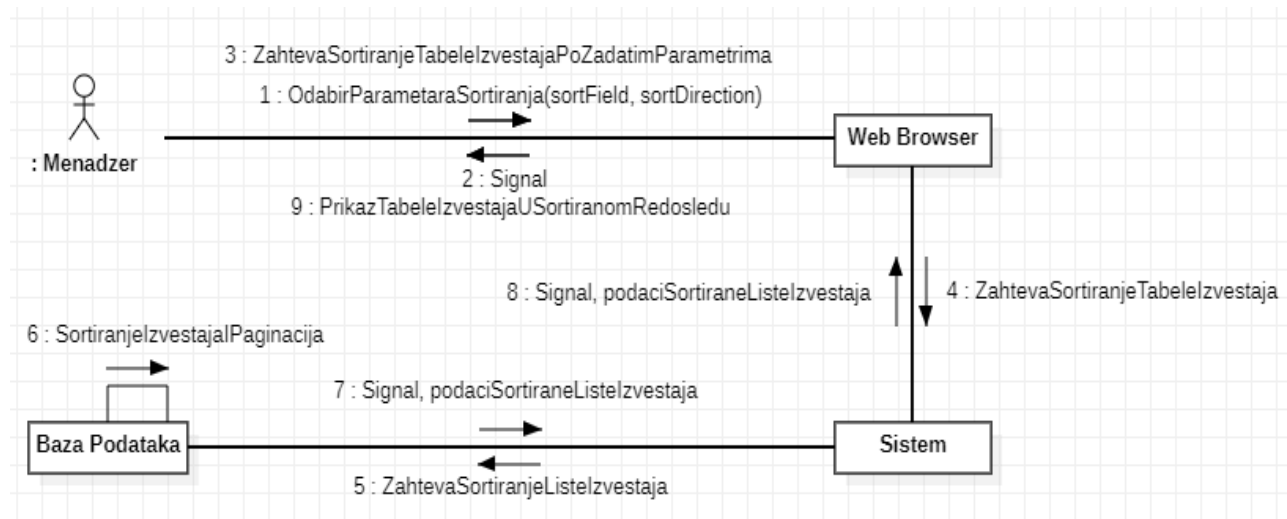 3 : ZahtevaSortiranjeTabeleIzvestajaPoZadatimParametrima
1 : OdabirParametaraSortiranja(sortField, sortDirection)
: Menadzer
Web Browser
2 : Signal
9 : PrikazTabeleIzvestajaUSortiranomRedosledu
8 : Signal, podaciSortiraneListeIzvestaja
4 : ZahtevaSortiranjeTabeleIzvestaja
6 : SortiranjeIzvestajaIPaginacija
7 : Signal, podaciSortiraneListeIzvestaja
Baza Podataka
Sistem
5 : ZahtevaSortiranjeListeIzvestaja